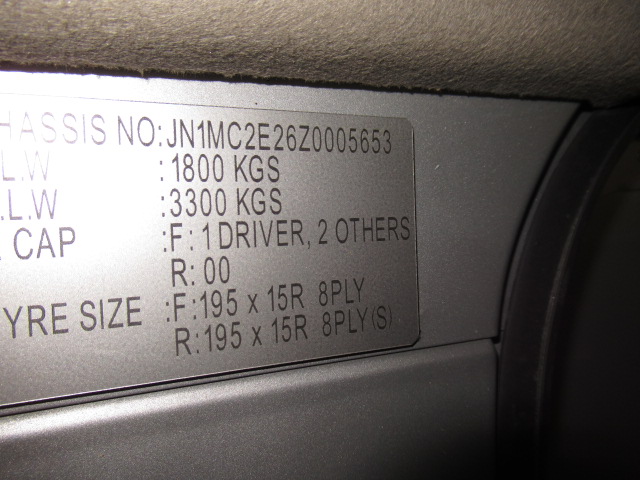 HASSIS NO:JN1MC2E26Z0005653
.L.W :1800 KGS
.L.W :3300 KGS
. CAP :F: 1 DRIVER, 2 OTHERS
R: 00
YRE SIZE :F:195 x 15R 8PLY
R:195 x 15R 8PLY(S)